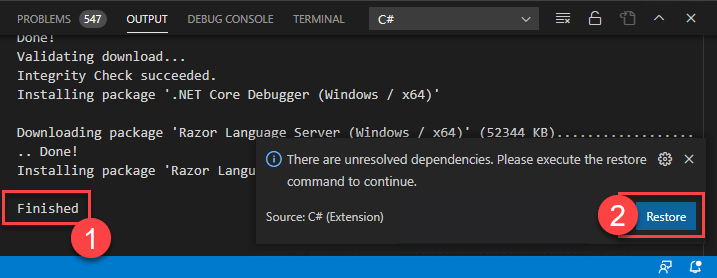 PROBLEMS 547 OUTPUT DEBUG CONSOLE TERMINAL C#
Done!
Validating download...
Integrity Check succeeded.
Installing package '.NET Core Debugger (Windows / x64)'
Downloading package 'Razor Language Server (Windows / x64)' (52344 KB)..................
.. Done!
Installing package 'Razor Langu
There are unresolved dependencies. Please execute the restore
command to continue.
Source: C# (Extension)
Restore
Finished
1
2